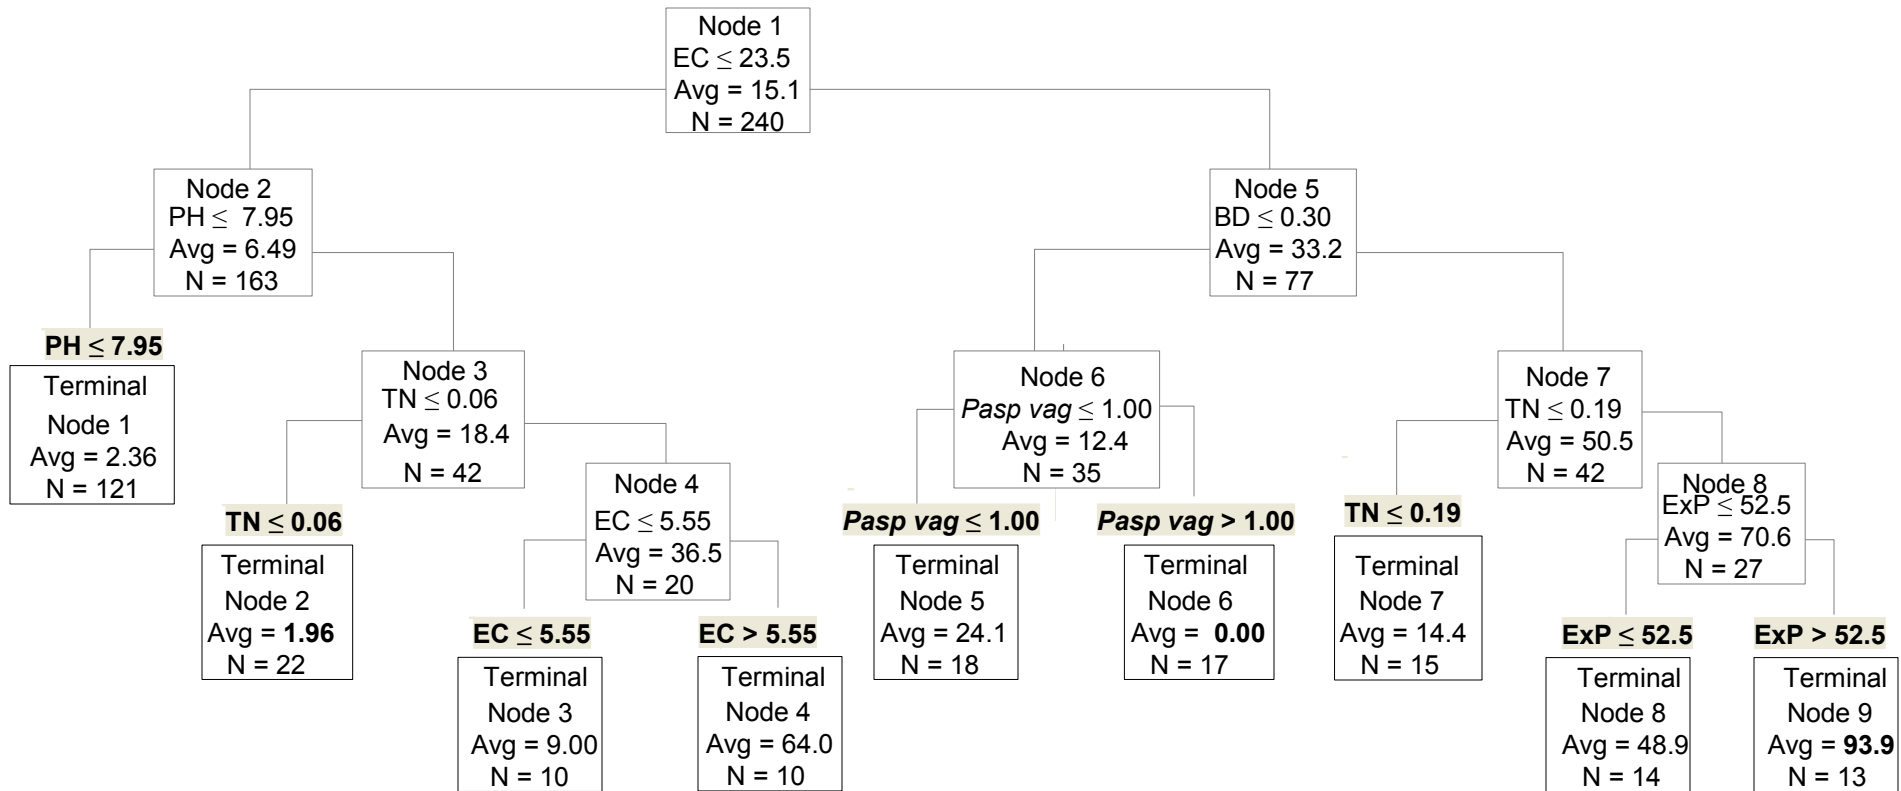 Node 1
EC ≤ 23.5
Avg = 15.1
N = 240
Node 2
PH ≤ 7.95
Avg = 6.49
N = 163
Node 5
BD ≤ 0.30
Avg = 33.2
N = 77
PH ≤ 7.95
Terminal
Node 1
Avg = 2.36
N = 121
Node 3
TN ≤ 0.06
Avg = 18.4
N = 42
Node 6
Pasp vag ≤ 1.00
Avg = 12.4
N = 35
Node 7
TN ≤ 0.19
Avg = 50.5
N = 42
TN ≤ 0.06
Terminal
Node 2
Avg = 1.96
N = 22
Node 4
EC ≤ 5.55
Avg = 36.5
N = 20
Pasp vag ≤ 1.00
Terminal
Node 5
Avg = 24.1
N = 18
Pasp vag > 1.00
Terminal
Node 6
Avg = 0.00
N = 17
TN ≤ 0.19
Terminal
Node 7
Avg = 14.4
N = 15
Node 8
ExP ≤ 52.5
Avg = 70.6
N = 27
EC ≤ 5.55
Terminal
Node 3
Avg = 9.00
N = 10
EC > 5.55
Terminal
Node 4
Avg = 64.0
N = 10
ExP ≤ 52.5
Terminal
Node 8
Avg = 48.9
N = 14
ExP > 52.5
Terminal
Node 9
Avg = 93.9
N = 13